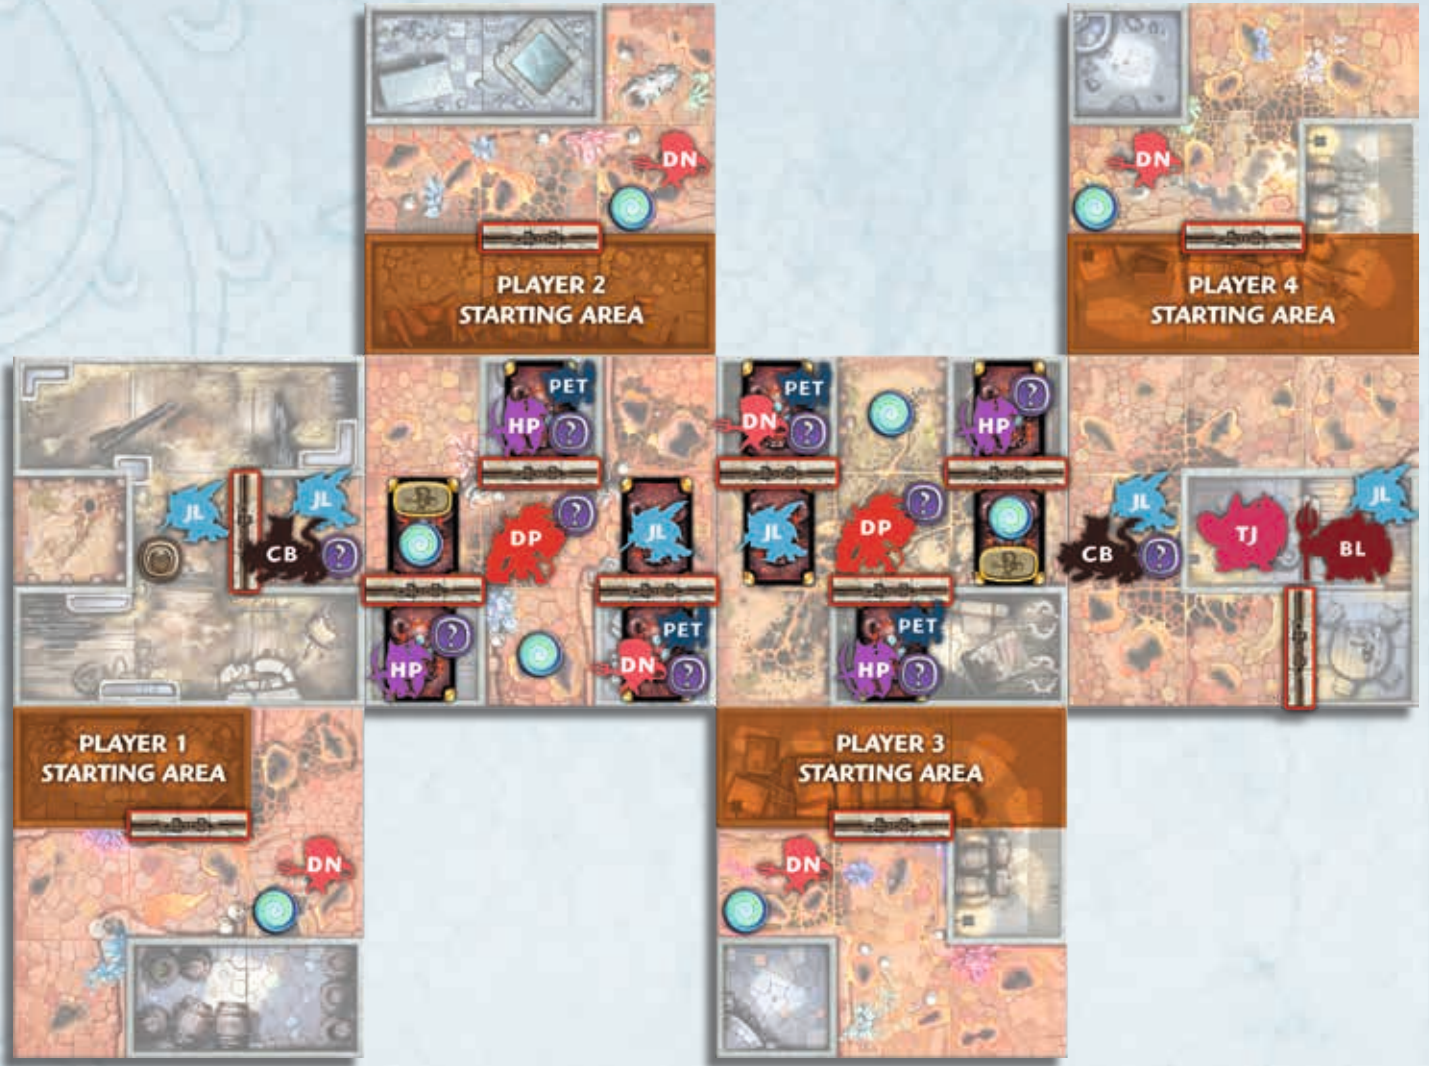 DN
DN
PLAYER 2
STARTING AREA
PLAYER 4
STARTING AREA
PET
HP
?
PET
DN
?
?
HP
JL
JL
CB
?
DP
?
JL
JL
DP
?
JL
CB
?
TJ
JL
BL
?
HP
PET
DN
?
PET
HP
?
PLAYER 1
STARTING AREA
PLAYER 3
STARTING AREA
DN
DN